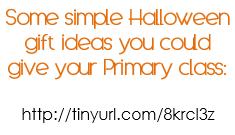 Some simple Halloween
gift ideas you could
give your Primary class:
http://tinyurl.com/8krcl3z